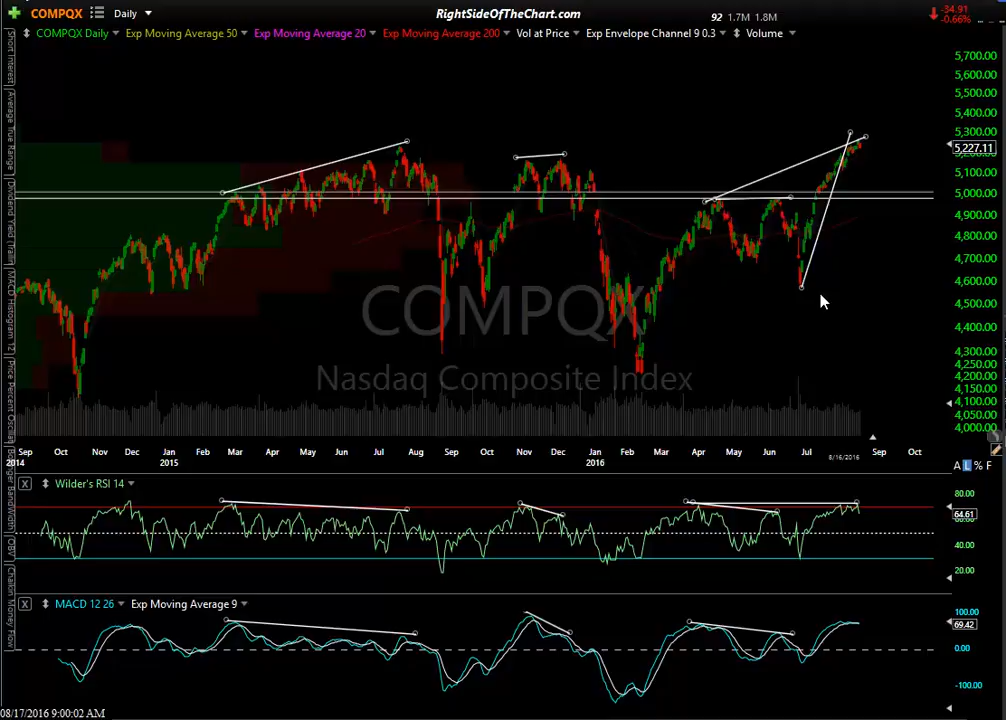 COMPQX Daily
RightSideOfTheChart.com
92 1.7M 1.8M
-34.91
-0.66%
COMPQX Daily Exp Moving Average 50 Exp Moving Average 20 Exp Moving Average 200 Vol at Price Exp Envelope Channel 9 0.3 Volume
Short Interest
Average True Range
Dividend Yield (Trailin
MACD Histogram 12
Price Percent Oscillat
Bollinger Bandwidth
OBV
Chaikin Money Flow
5,700.00
5,600.00
5,500.00
5,400.00
5,300.00
5,227.11
5,100.00
5,000.00
4,900.00
4,800.00
4,700.00
4,600.00
4,500.00
4,400.00
4,300.00
4,250.00
4,200.00
4,150.00
4,100.00
4,050.00
4,000.00
COMPQX
Nasdaq Composite Index
Sep Oct Nov Dec Jan Feb Mar Apr May Jun Jul Aug Sep Oct Nov Dec Jan Feb Mar Apr May Jun Jul 8/16/2016 Sep Oct
2014 2015 2016
A L % F
X Wilder's RSI 14
80.00
64.61
40.00
20.00
X MACD 12 26 Exp Moving Average 9
100.00
69.42
0.00
-100.00
08/17/2016 9:00:02 AM